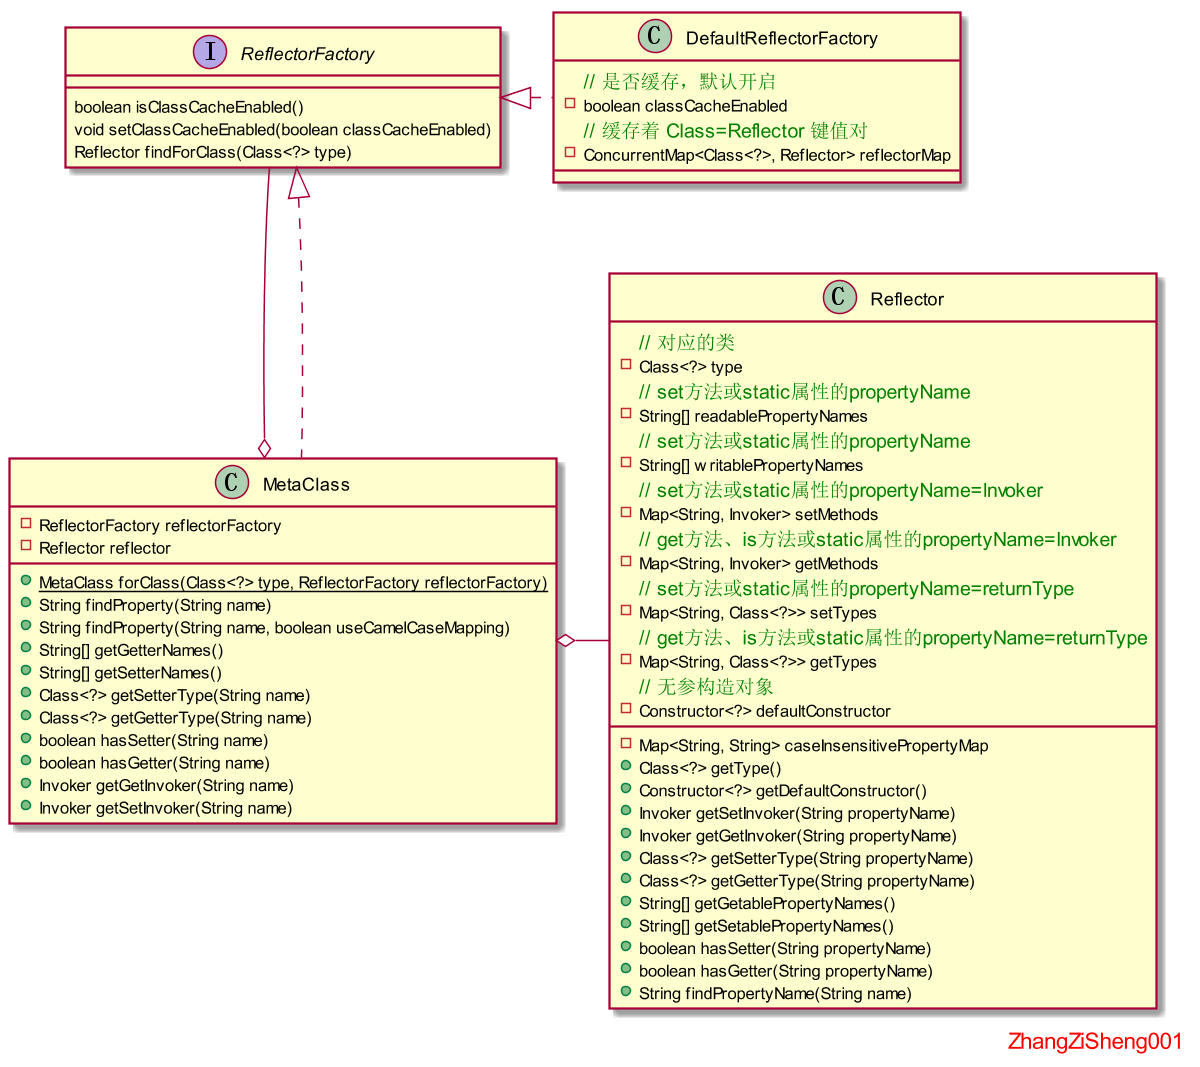 I ReflectorFactory
boolean isClassCacheEnabled()
void setClassCacheEnabled(boolean classCacheEnabled)
Reflector findForClass(Class<?> type)
C DefaultReflectorFactory
// 是否缓存，默认开启
boolean classCacheEnabled
// 缓存着 Class=Reflector 键值对
ConcurrentMap<Class<?>, Reflector> reflectorMap
C MetaClass
ReflectorFactory reflectorFactory
Reflector reflector
MetaClass forClass(Class<?> type, ReflectorFactory reflectorFactory)
String findProperty(String name)
String findProperty(String name, boolean useCamelCaseMapping)
String[] getGetterNames()
String[] getSetterNames()
Class<?> getSetterType(String name)
Class<?> getGetterType(String name)
boolean hasSetter(String name)
boolean hasGetter(String name)
Invoker getGetInvoker(String name)
Invoker getSetInvoker(String name)
C Reflector
// 对应的类
Class<?> type
// set方法或static属性的propertyName
String[] readablePropertyNames
// set方法或static属性的propertyName
String[] writablePropertyNames
// set方法或static属性的propertyName=Invoker
Map<String, Invoker> setMethods
// get方法、is方法或static属性的propertyName=Invoker
Map<String, Invoker> getMethods
// set方法或static属性的propertyName=returnType
Map<String, Class<?>> setTypes
// get方法、is方法或static属性的propertyName=returnType
Map<String, Class<?>> getTypes
// 无参构造对象
Constructor<?> defaultConstructor
Map<String, String> caseInsensitivePropertyMap
Class<?> getType()
Constructor<?> getDefaultConstructor()
Invoker getSetInvoker(String propertyName)
Invoker getGetInvoker(String propertyName)
Class<?> getSetterType(String propertyName)
Class<?> getGetterType(String propertyName)
String[] getGetablePropertyNames()
String[] getSetablePropertyNames()
boolean hasSetter(String propertyName)
boolean hasGetter(String propertyName)
String findPropertyName(String name)
ZhangZiSheng001